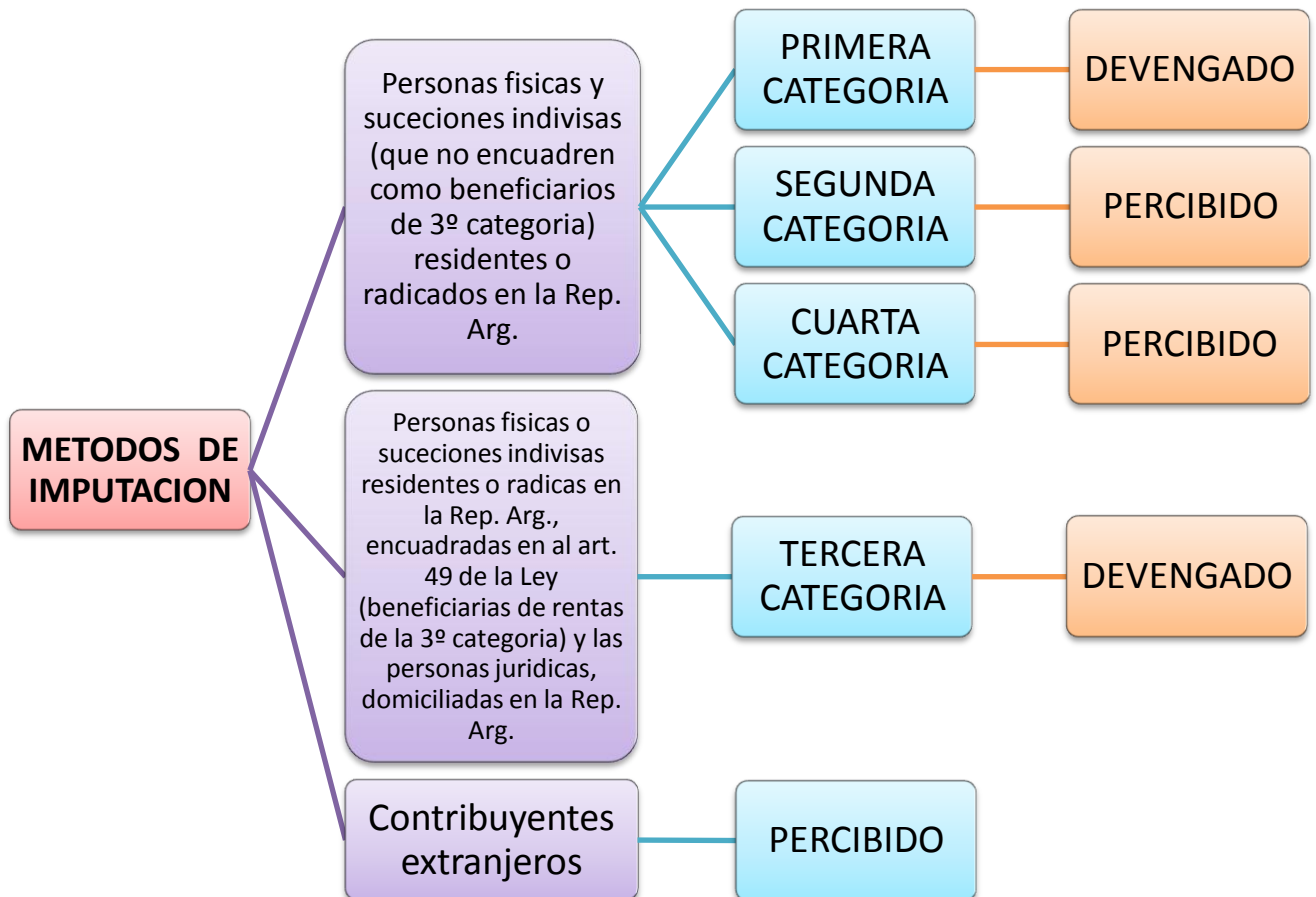 METODOS DE
IMPUTACION
Personas fisicas y
suceciones indivisas
(que no encuadren
como beneficiarios
de 3º categoria)
residentes o
radicados en la Rep.
Arg.
PRIMERA
CATEGORIA
DEVENGADO
SEGUNDA
CATEGORIA
PERCIBIDO
CUARTA
CATEGORIA
PERCIBIDO
Personas fisicas o
suceciones indivisas
residentes o radicas en
la Rep. Arg.,
encuadradas en al art.
49 de la Ley
(beneficiarias de rentas
de la 3º categoria) y las
personas juridicas,
domiciliadas en la Rep.
Arg.
TERCERA
CATEGORIA
DEVENGADO
Contribuyentes
extranjeros
PERCIBIDO